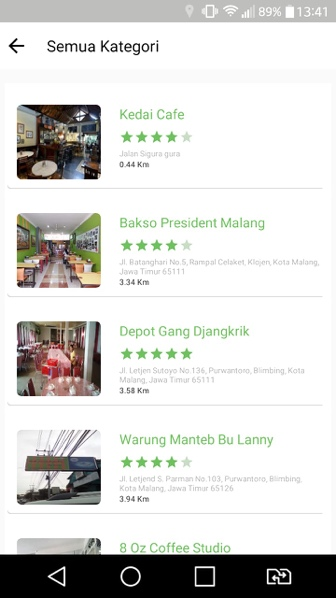 89% 13:41
Semua Kategori
Kedai Cafe
Jalan Sigura gura
0.44 Km
Bakso President Malang
Jl. Batanghari No.5, Rampal Celaket, Klojen, Kota Malang,
Jawa Timur 65111
3.34 Km
Depot Gang Djangkrik
Jl. Letjen Sutoyo No.136, Purwantoro, Blimbing, Kota
Malang, Jawa Timur 65111
3.58 Km
Warung Manteb Bu Lanny
Jl. Letjend S. Parman No.103, Purwantoro, Blimbing,
Kota Malang, Jawa Timur 65126
3.94 Km
8 Oz Coffee Studio